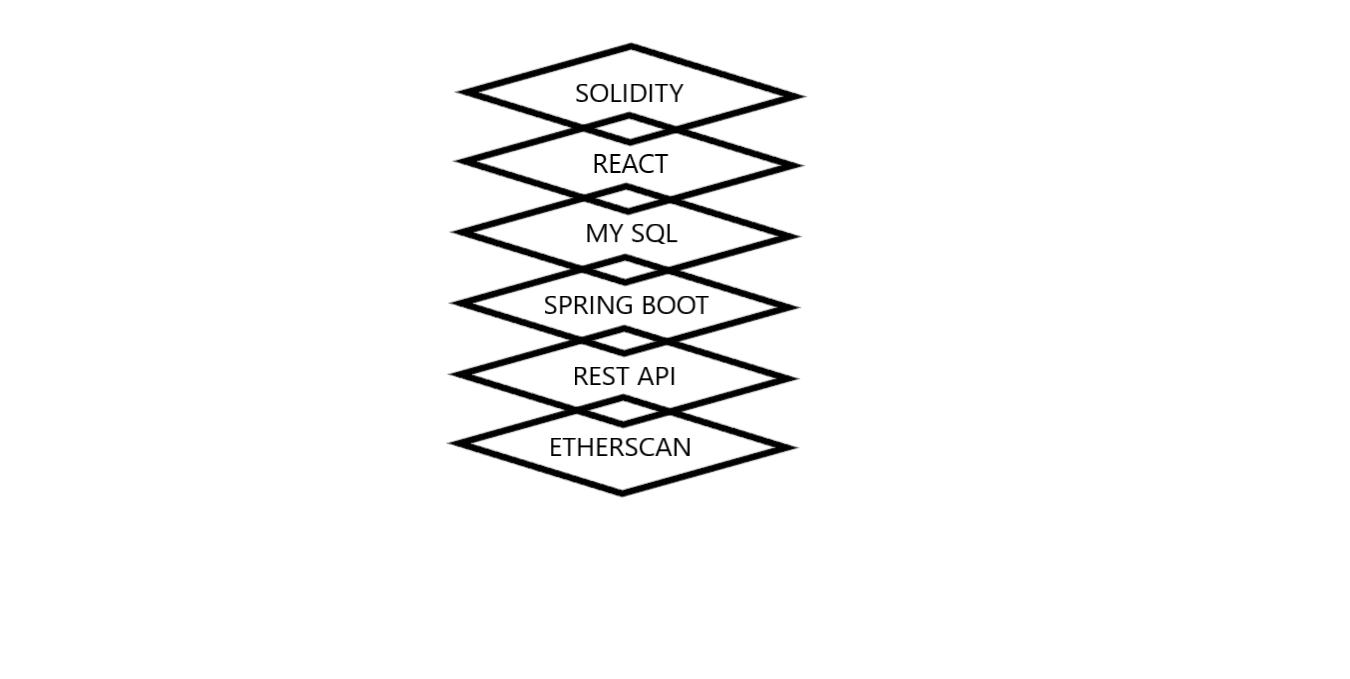 SOLIDITY
REACT
MY SQL
SPRING BOOT
REST API
ETHERSCAN